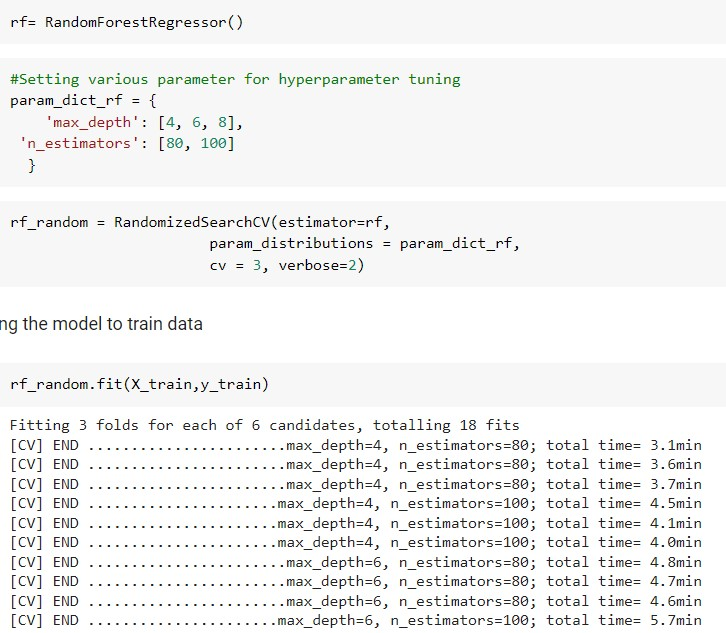 rf= RandomForestRegressor()
#Setting various parameter for hyperparameter tuning
param_dict_rf = {
    'max_depth': [4, 6, 8],
 'n_estimators': [80, 100]
  }
rf_random = RandomizedSearchCV(estimator=rf,
                        param_distributions = param_dict_rf,
                        cv = 3, verbose=2)
ng the model to train data
rf_random.fit(X_train,y_train)
Fitting 3 folds for each of 6 candidates, totalling 18 fits
[CV] END ........................max_depth=4, n_estimators=80; total time= 3.1min
[CV] END ........................max_depth=4, n_estimators=80; total time= 3.6min
[CV] END ........................max_depth=4, n_estimators=80; total time= 3.7min
[CV] END .......................max_depth=4, n_estimators=100; total time= 4.5min
[CV] END .......................max_depth=4, n_estimators=100; total time= 4.1min
[CV] END .......................max_depth=4, n_estimators=100; total time= 4.0min
[CV] END ........................max_depth=6, n_estimators=80; total time= 4.8min
[CV] END ........................max_depth=6, n_estimators=80; total time= 4.7min
[CV] END ........................max_depth=6, n_estimators=80; total time= 4.6min
[CV] END .......................max_depth=6, n_estimators=100; total time= 5.7min